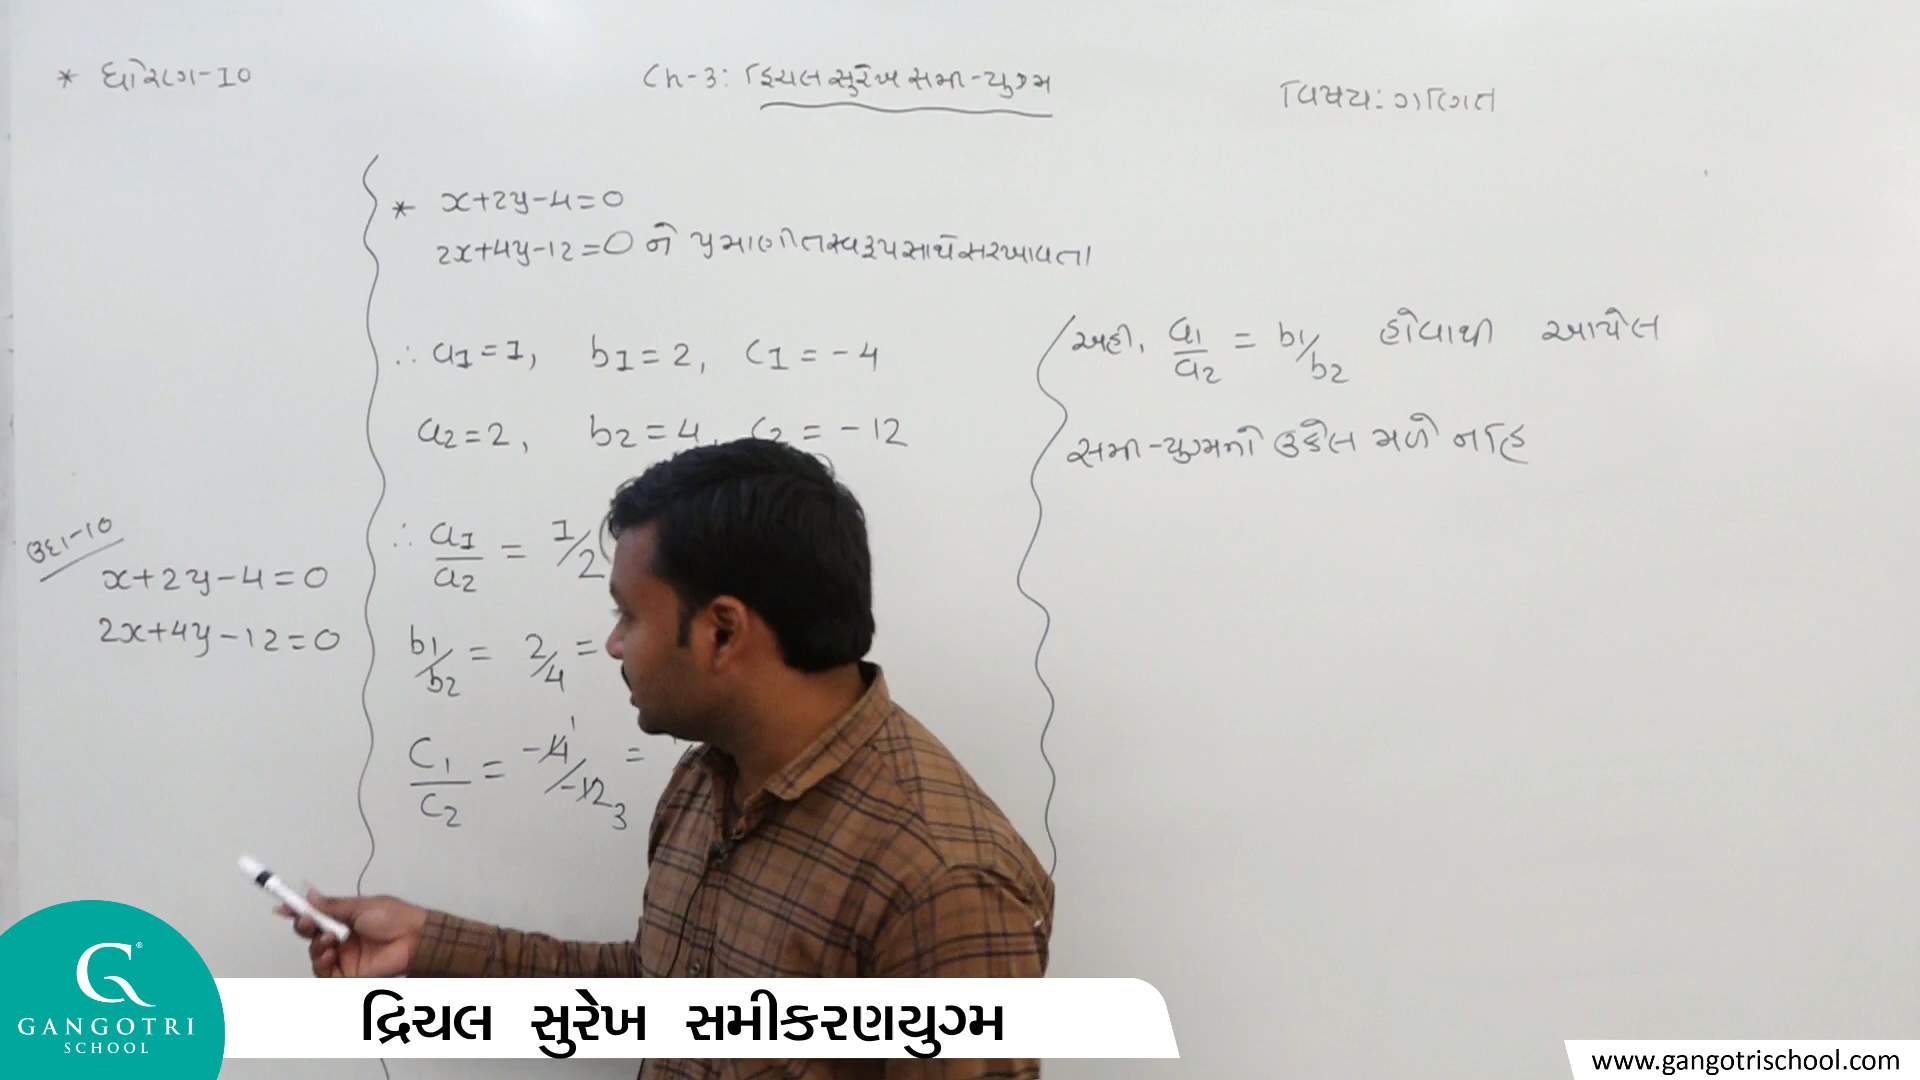 * ધોરણ-10
Ch-3: દ્વિચલ સુરેખ સમી-યુગ્મ
વિષય: ગણિત
* x+2y-4=0
2x+4y-12=0 ને પ્રમાણીત સ્વરૂપ સાથે સરખાવતા
∴ a1=1, b1=2, c1=-4
a2=2, b2=4, c2=-12
∴ a1/a2 = 1/2
b1/b2 = 2/4 =
c1/c2 = -4/-12 = 1 3
ઉદા-10
x+2y-4=0
2x+4y-12=0
અહી, a1/a2 = b1/b2 હોવાથી આપેલ
સમી-યુગ્મનો ઉકેલ મળે નહિ
G®
GANGOTRI
SCHOOL
દ્રિચલ સુરેખ સમીકરણયુગ્મ
www.gangotrischool.com